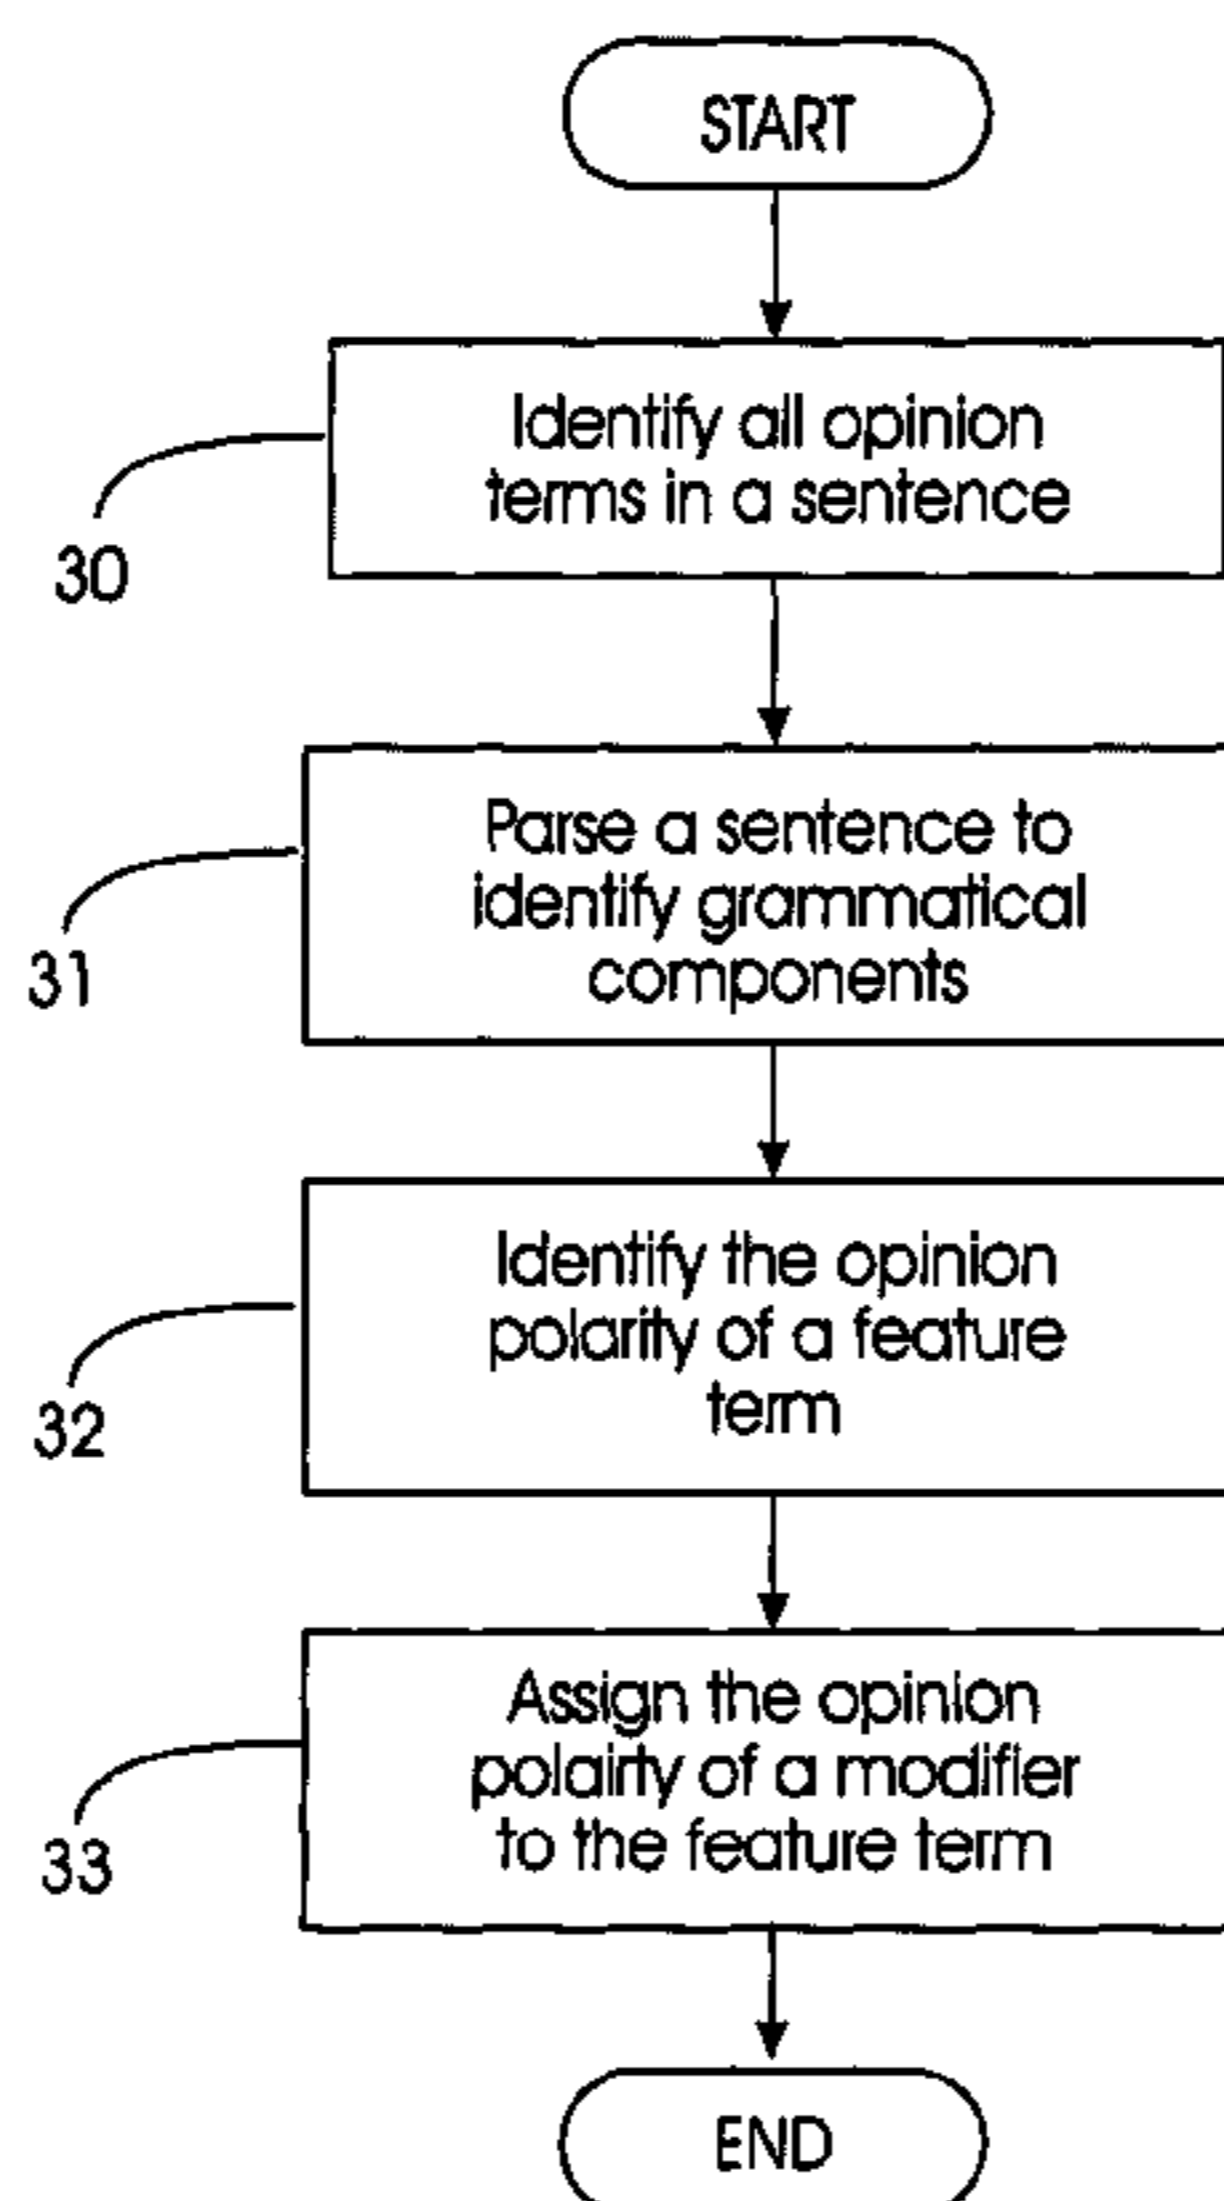 START
Identify all opinion
terms in a sentence
30
Parse a sentence to
identify grammatical
components
31
Identify the opinion
polarity of a feature
term
32
Assign the opinion
polairty of a modifier
to the feature term
33
END